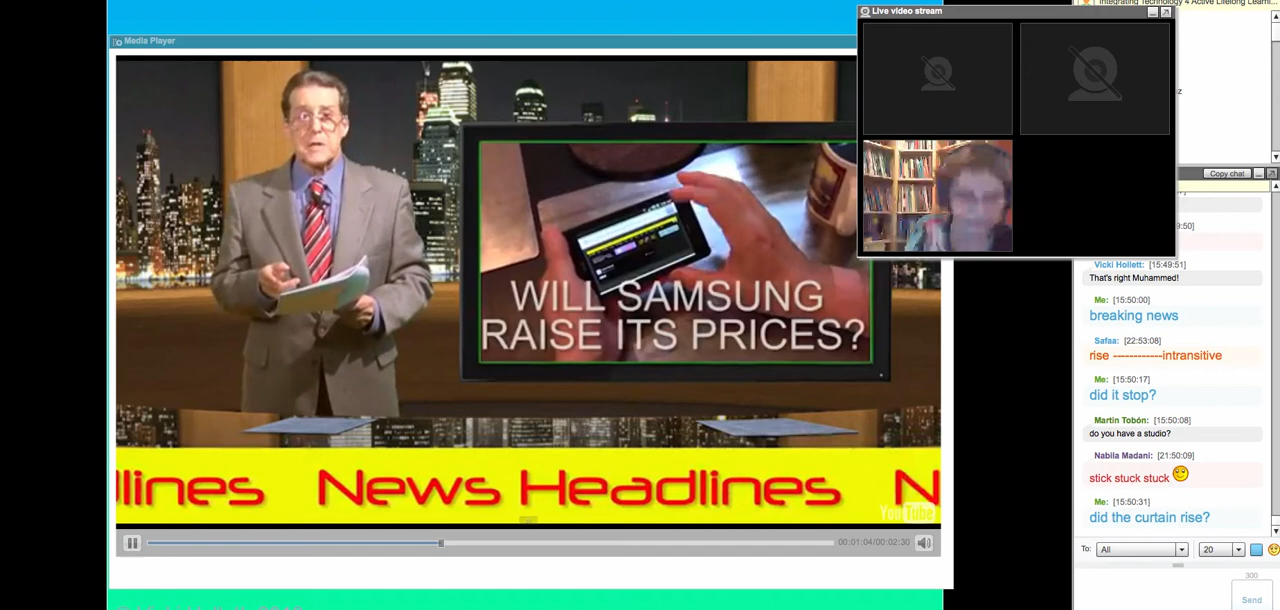 Media Player
WILL SAMSUNG
RAISE ITS PRICES?
dlines News Headlines N
YouTube
00:01:04/00:02:30
Live video stream
Integrating Technology 4 Active Lifelong Learni...
z
Copy chat
Vicki Hollett: [15:49:51]
That's right Muhammed!
Me: [15:50:00]
breaking news
Safaa: [22:53:08]
rise ------------intransitive
Me: [15:50:17]
did it stop?
Martin Tobón: [15:50:08]
do you have a studio?
Nabila Madani: [21:50:09]
stick stuck stuck
Me: [15:50:31]
did the curtain rise?
To: All 20
300
Send